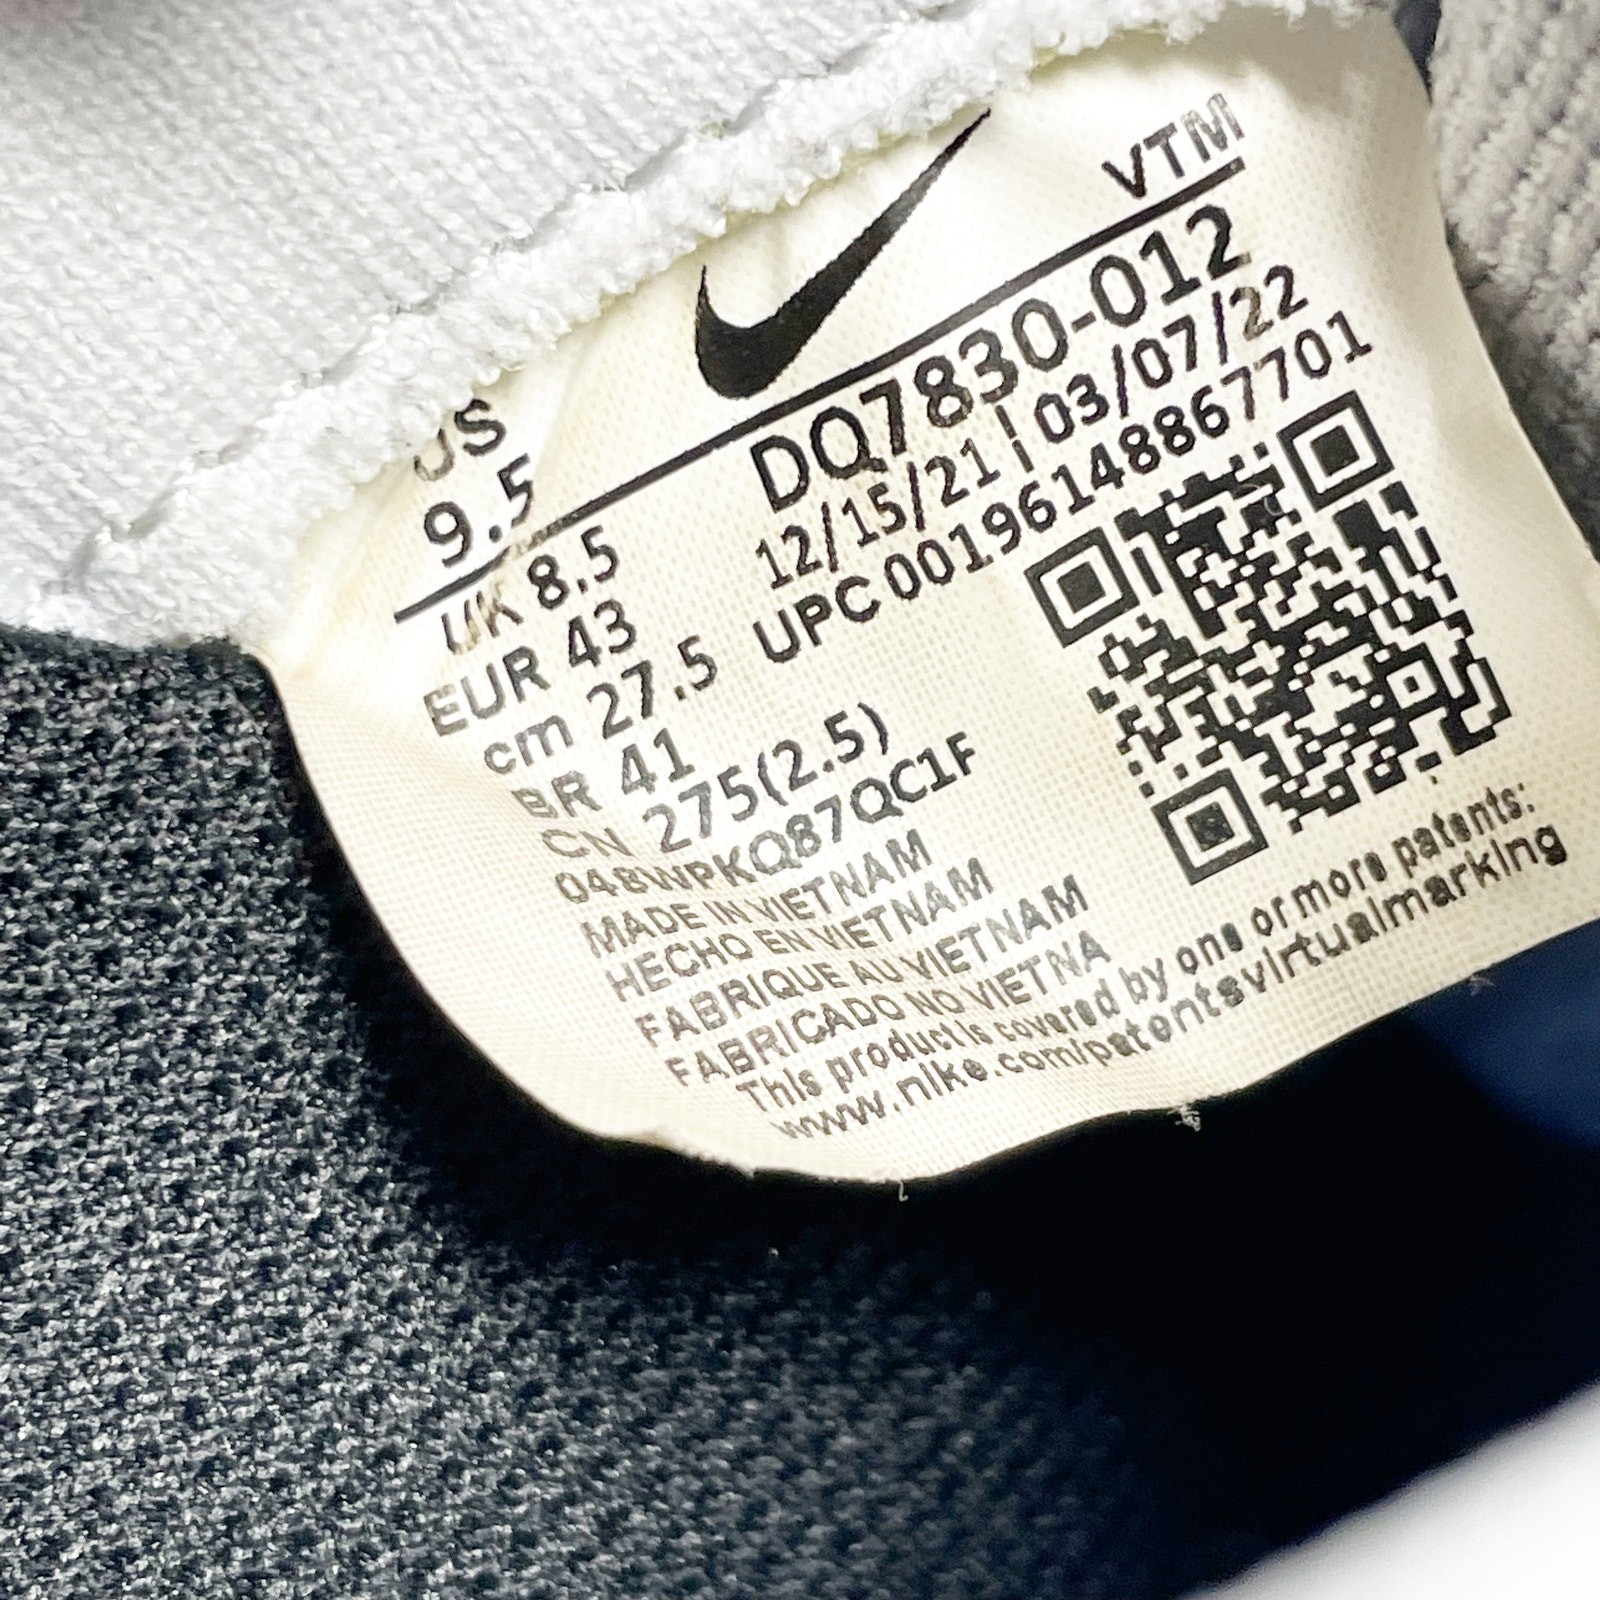 VTM
US
9.5
DQ7830-012
UK 8.5
12/15/21 | 03/07/22
EUR 43
UPC 00196148867701
cm 27.5
BR 41
CN 275(2.5)
048WPKQ87QC1F
MADE IN VIETNAM
HECHO EN VIETNAM
FABRIQUE AU VIETNAM
FABRICADO NO VIETNA
This product is covered by one or more patents:
www.nike.com/patentsvirtualmarking